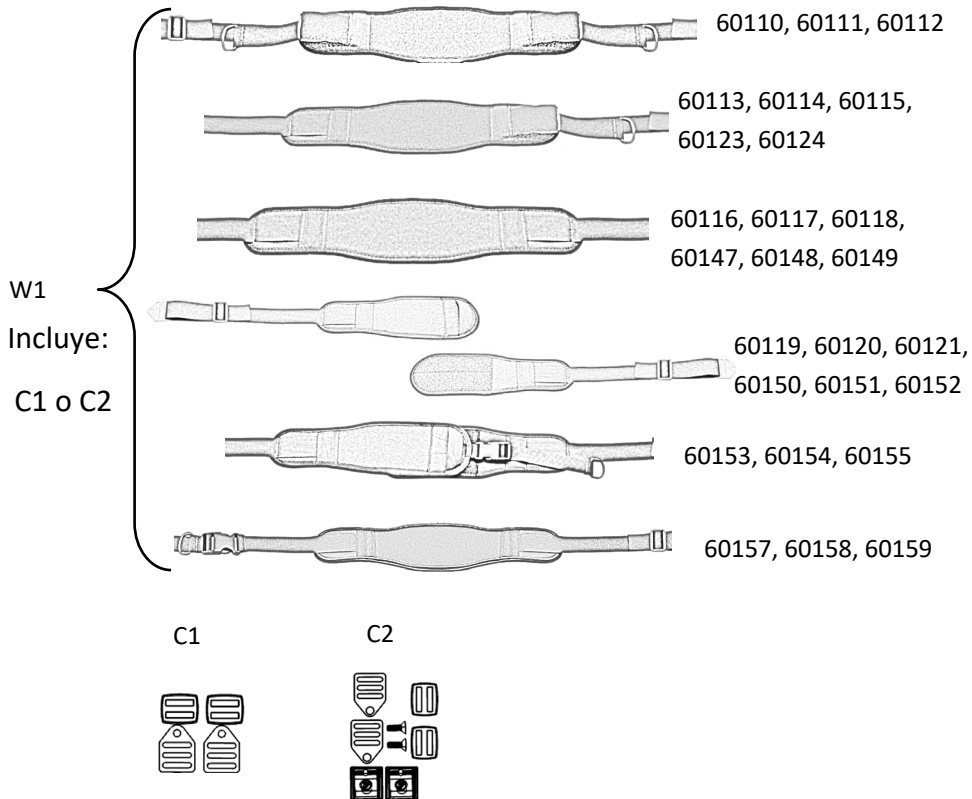 60110, 60111, 60112
60113, 60114, 60115,
60123, 60124
60116, 60117, 60118,
60147, 60148, 60149
W1
Incluye:
C1 o C2
60119, 60120, 60121,
60150, 60151, 60152
60153, 60154, 60155
60157, 60158, 60159
C1
C2